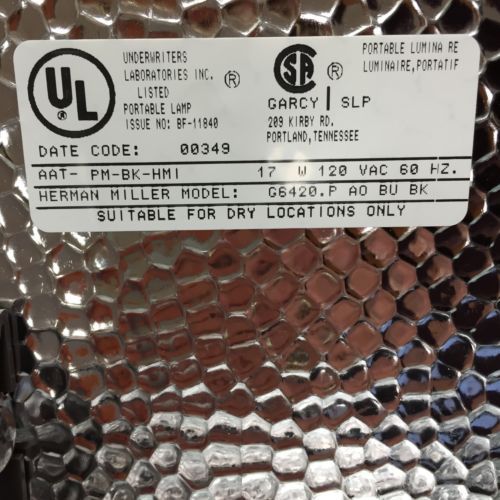 UL ®
UNDERWRITERS
LABORATORIES INC. ®
LISTED
PORTABLE LAMP
ISSUE NO: BF-11840
SA ®
GARCY | SLP
209 KIRBY RD.
PORTLAND,TENNESSEE
PORTABLE LUMINA RE
LUMINAIRE,PORTATIF
DATE CODE: 00349
AAT- PM-BK-HMI 17 W 120 VAC 60 HZ.
HERMAN MILLER MODEL: G6420.P AO BU BK
SUITABLE FOR DRY LOCATIONS ONLY